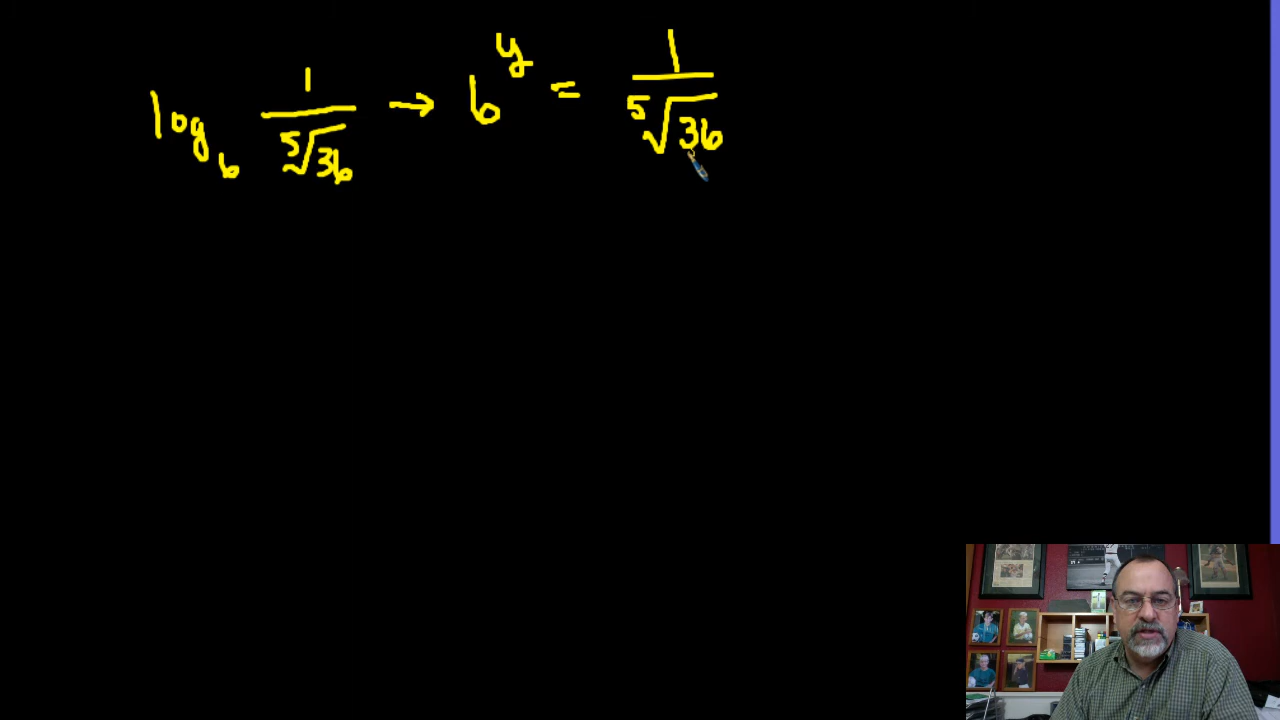 log₆ 1/⁵√36 → 6^y = 1/⁵√36